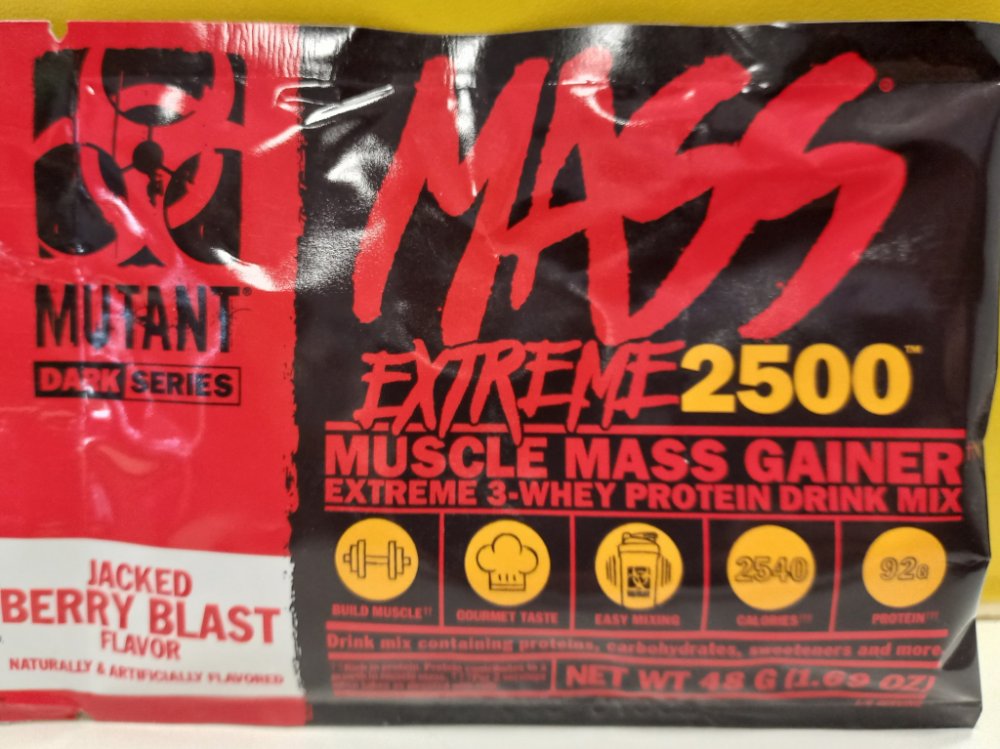 MUTANT®
DARK SERIES
JACKED
BERRY BLAST
FLAVOR
NATURALLY & ARTIFICIALLY FLAVORED
MASS®
EXTREME 2500™
MUSCLE MASS GAINER
EXTREME 3-WHEY PROTEIN DRINK MIX
BUILD MUSCLE
GOURMET TASTE
EASY MIXING
2540
CALORIES
92G
PROTEIN
Drink mix containing proteins, carbohydrates, sweeteners and more
NET WT 48 G (1.69 OZ)